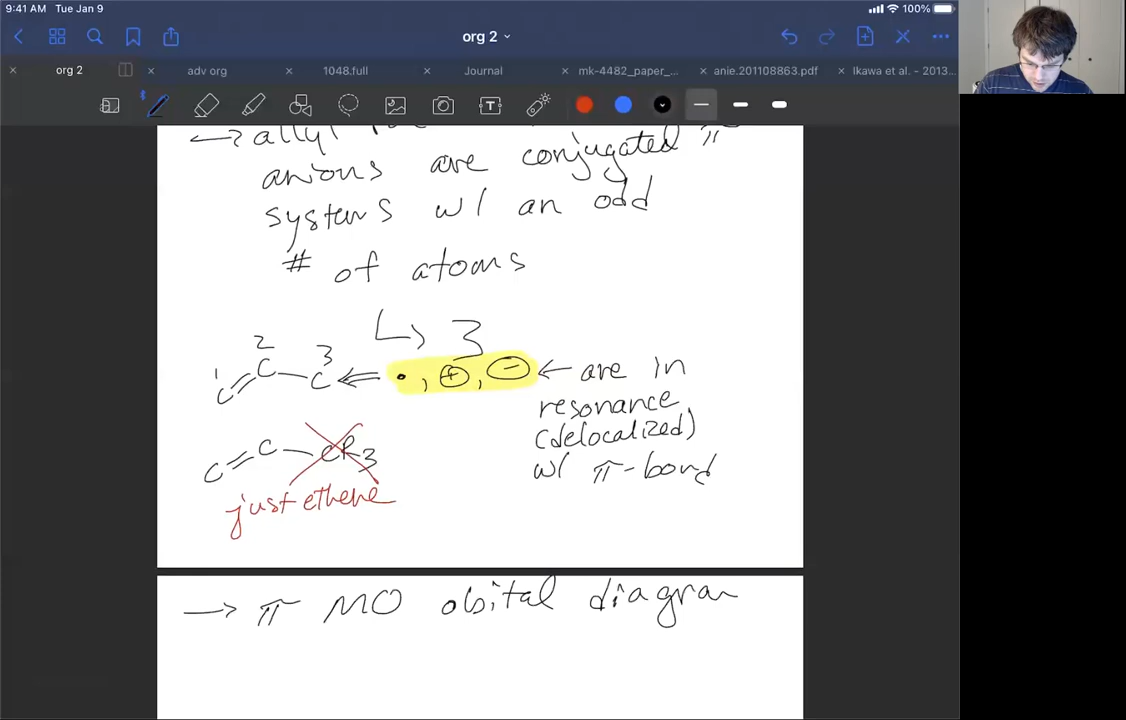 9:41 AM Tue Jan 9
100%
org 2
org 2
adv org
1048.full
Journal
mk-4482_paper_...
anie.201108863.pdf
Ikawa et al. - 2013...
allyl
anions are conjugated π
systems w/ an odd
# of atoms
↳ 3
1 2 3
C=C-C ⇐ •, ⊕, ⊖ ← are in
resonance
(delocalized)
w/ π-bond
C=C-CR3
just ethene
→ π MO obital diagram